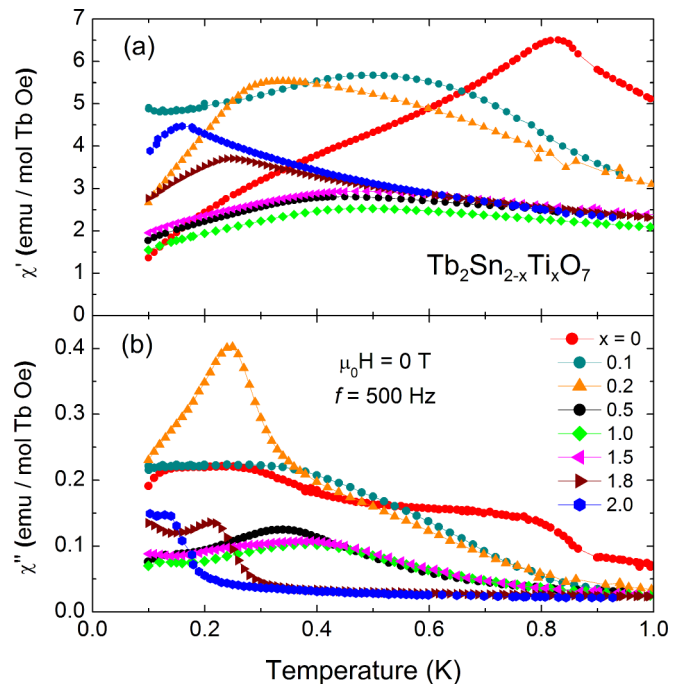 (a)
7
6
5
4
3
2
1
0
χ' (emu / mol Tb Oe)
Tb₂Sn₂₋ₓTiₓO₇
(b)
μ₀H = 0 T
f = 500 Hz
x = 0
0.1
0.2
0.5
1.0
1.5
1.8
2.0
0.4
0.3
0.2
0.1
0.0
χ'' (emu / mol Tb Oe)
0.0 0.2 0.4 0.6 0.8 1.0
Temperature (K)